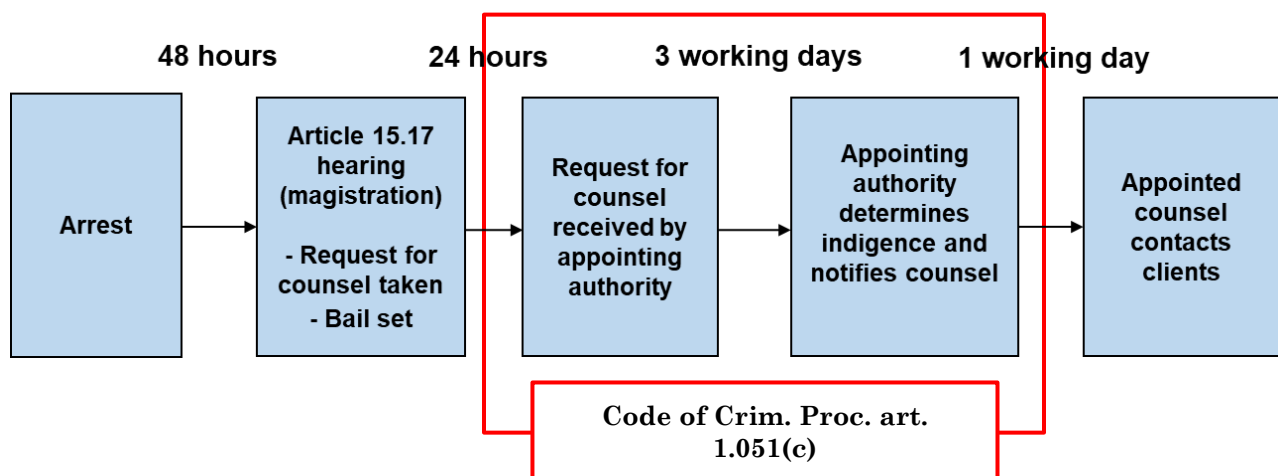 48 hours
24 hours
3 working days
1 working day
Arrest
Article 15.17
hearing
(magistration)
- Request for
counsel taken
- Bail set
Request for
counsel
received by
appointing
authority
Appointing
authority
determines
indigence and
notifies counsel
Appointed
counsel
contacts
clients
Code of Crim. Proc. art.
1.051(c)